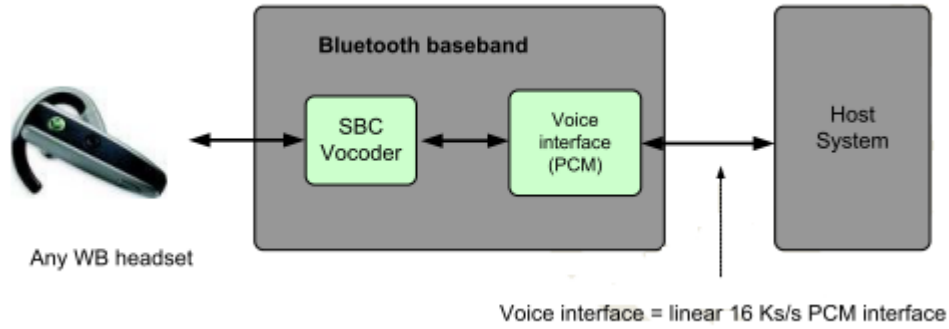 Bluetooth baseband
SBC
Vocoder
Voice
interface
(PCM)
Host
System
Any WB headset
Voice interface = linear 16 Ks/s PCM interface